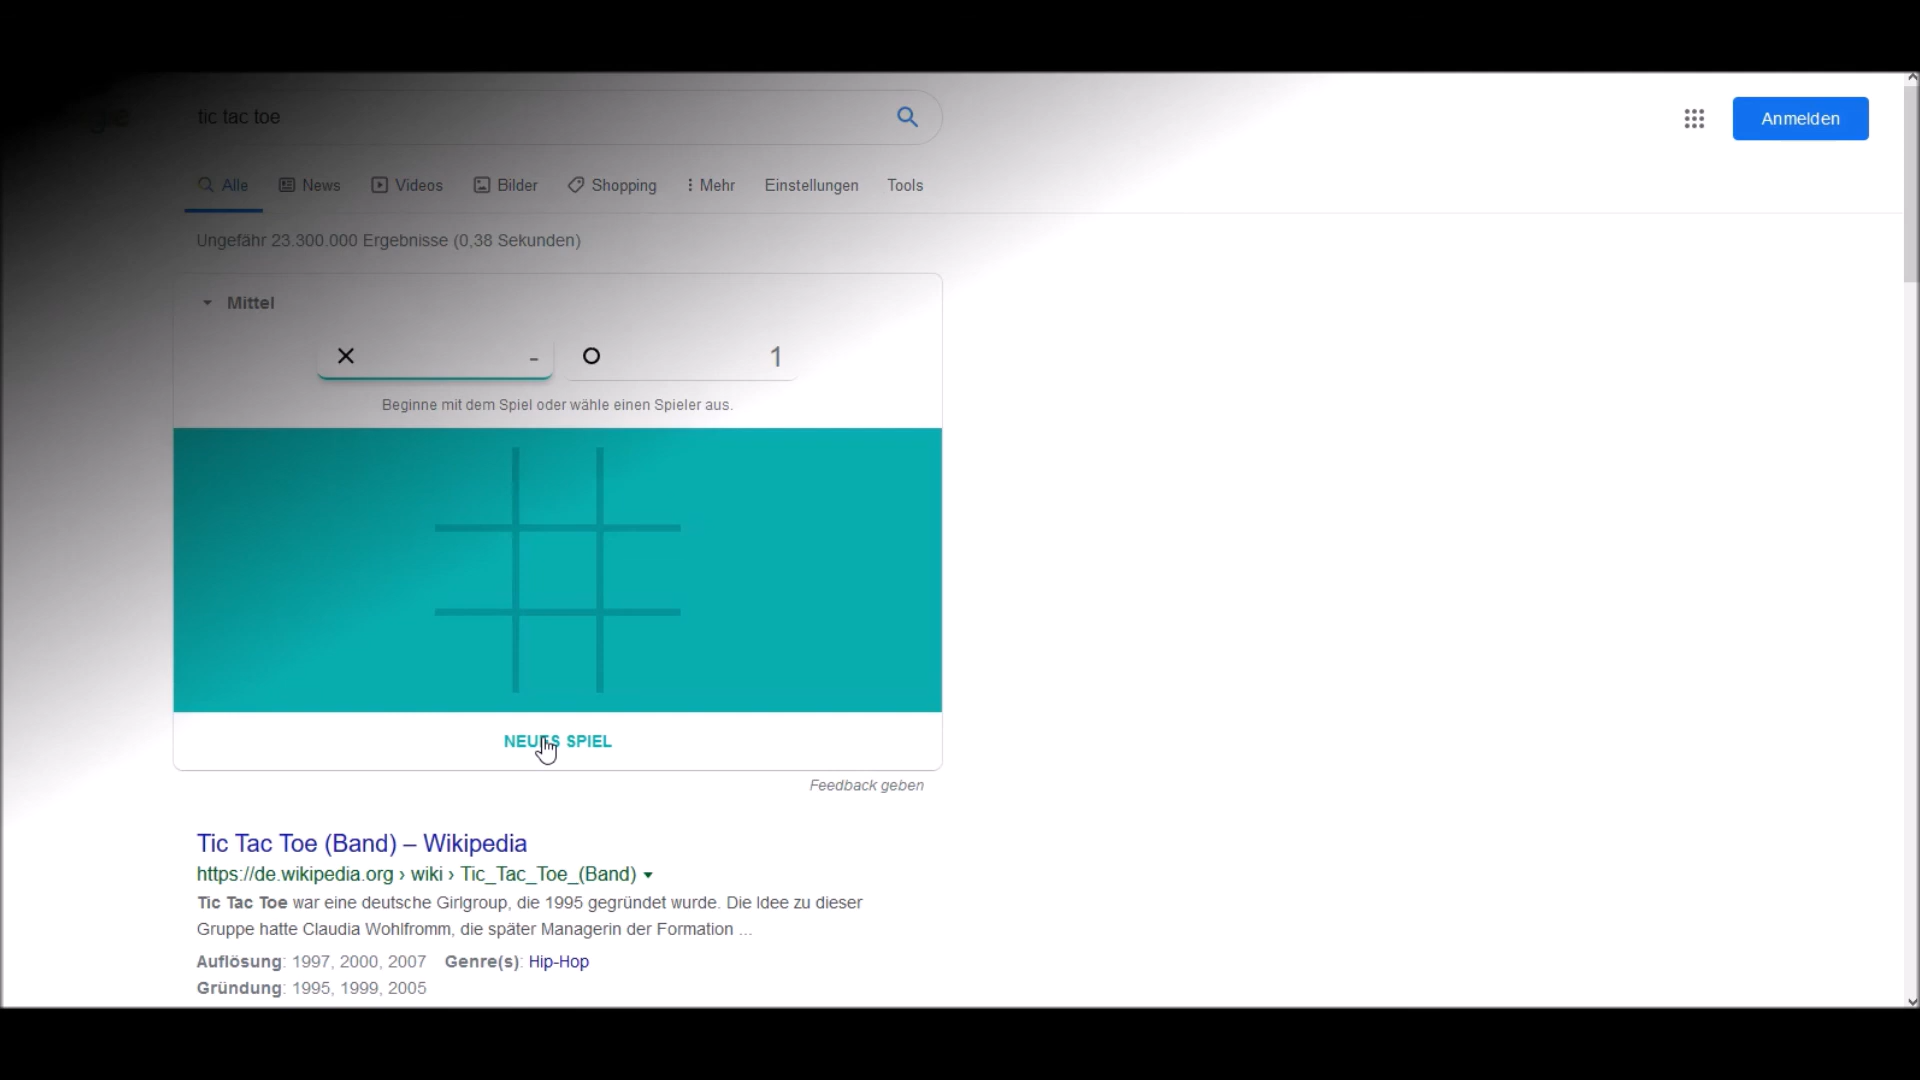 tic tac toe
Anmelden
Alle News Videos Bilder Shopping Mehr Einstellungen Tools
Ungefähr 23.300.000 Ergebnisse (0,38 Sekunden)
Mittel
- 1
Beginne mit dem Spiel oder wähle einen Spieler aus.
NEUES SPIEL
Feedback geben
Tic Tac Toe (Band) – Wikipedia
https://de.wikipedia.org › wiki › Tic_Tac_Toe_(Band)
Tic Tac Toe war eine deutsche Girlgroup, die 1995 gegründet wurde. Die Idee zu dieser
Gruppe hatte Claudia Wohlfromm, die später Managerin der Formation ...
Auflösung: 1997, 2000, 2007 Genre(s): Hip-Hop
Gründung: 1995, 1999, 2005